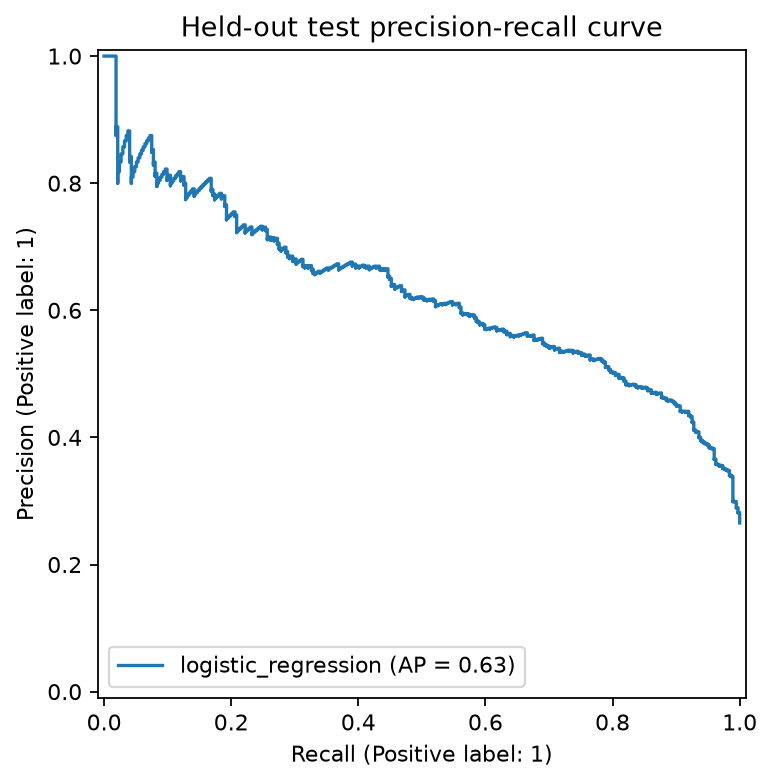 Held-out test precision-recall curve
1.0
0.8
0.6
0.4
0.2
0.0
Precision (Positive label: 1)
logistic_regression (AP = 0.63)
0.0 0.2 0.4 0.6 0.8 1.0
Recall (Positive label: 1)